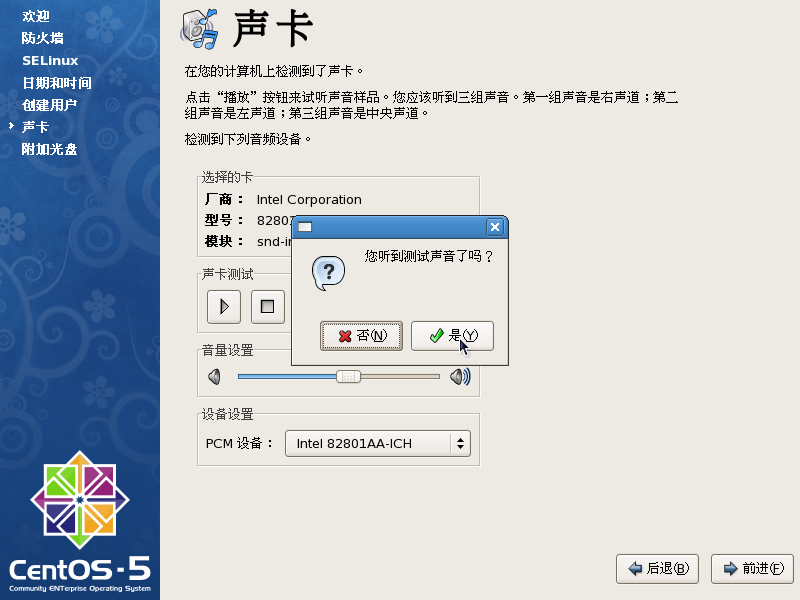 欢迎
防火墙
SELinux
日期和时间
创建用户
声卡
附加光盘
声卡
在您的计算机上检测到了声卡。
点击“播放”按钮来试听声音样品。您应该听到三组声音。第一组声音是右声道；第二
组声音是左声道；第三组声音是中央声道。
检测到下列音频设备。
选择的卡
厂商： Intel Corporation
型号： 8280
模块： snd-in
您听到测试声音了吗？
否(N)
是(Y)
声卡测试
音量设置
设备设置
PCM 设备： Intel 82801AA-ICH
后退(B)
前进(F)
CentOS-5
Community ENTerprise Operating System